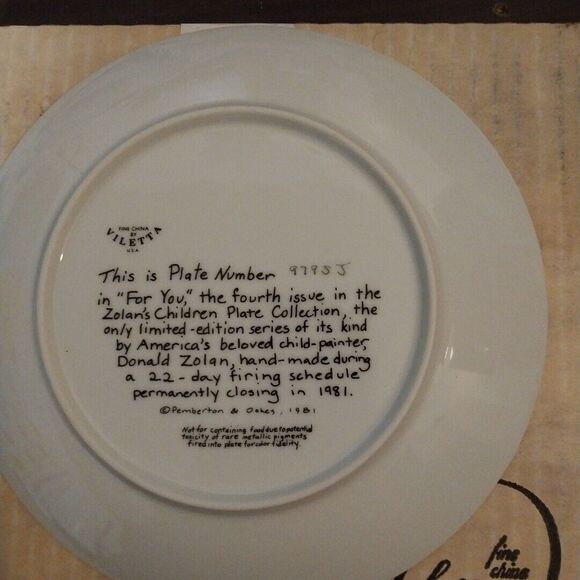 FINE CHINA
BY
VILETTA
U.S.A.
This is Plate Number 9795J
in "For You," the fourth issue in the
Zolan's Children Plate Collection, the
only limited-edition series of its kind
by America's beloved child-painter,
Donald Zolan, hand-made during
a 22-day firing schedule
permanently closing in 1981.
©Pemberton & Oakes, 1981
Not for containing food due to potential
toxicity of rare metallic pigments
fired into plate for color fidelity.
fine
china